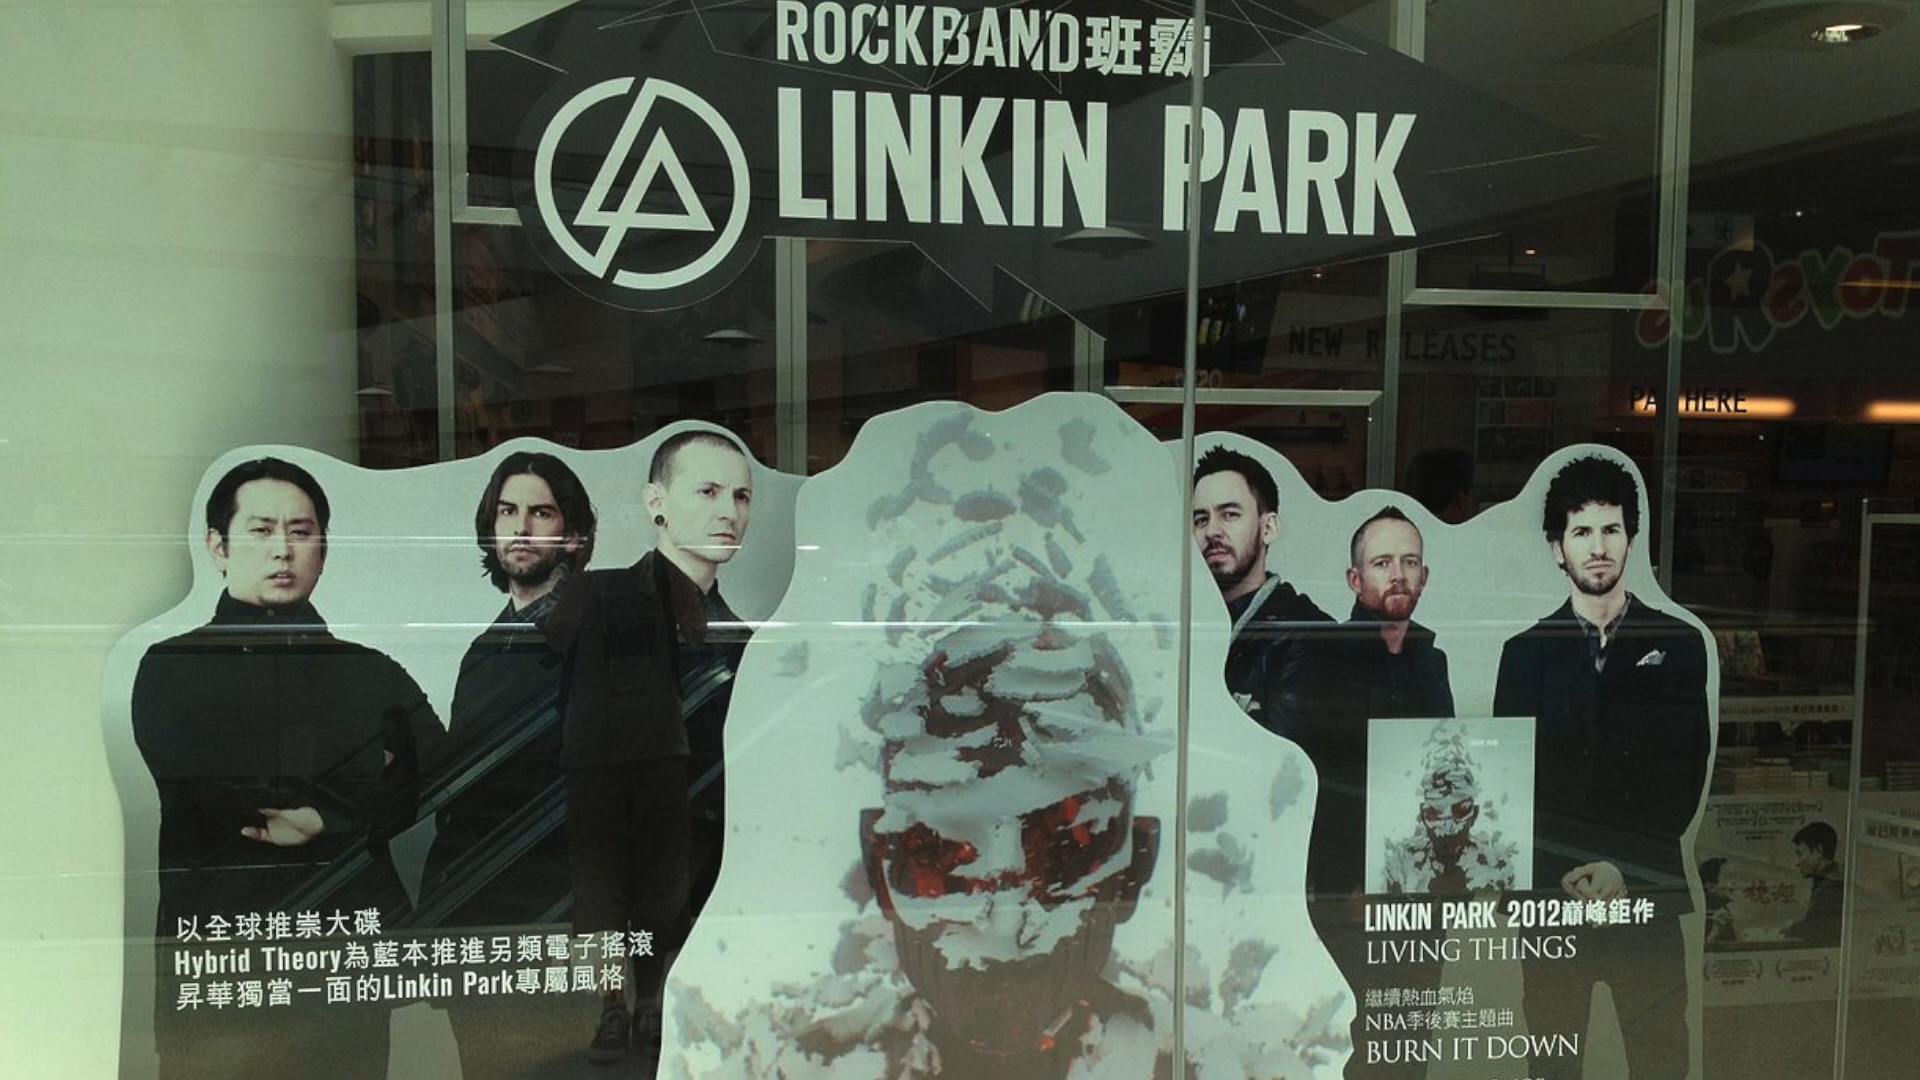 ROCKBAND班霸
LINKIN PARK
NEW RELEASES
TOYSЯUS
PAY HERE
以全球推崇大碟
Hybrid Theory為藍本推進另類電子搖滾
昇華獨當一面的Linkin Park專屬風格
LINKIN PARK 2012巔峰鉅作
LIVING THINGS
繼續熱血氣焰
NBA季後賽主題曲
BURN IT DOWN